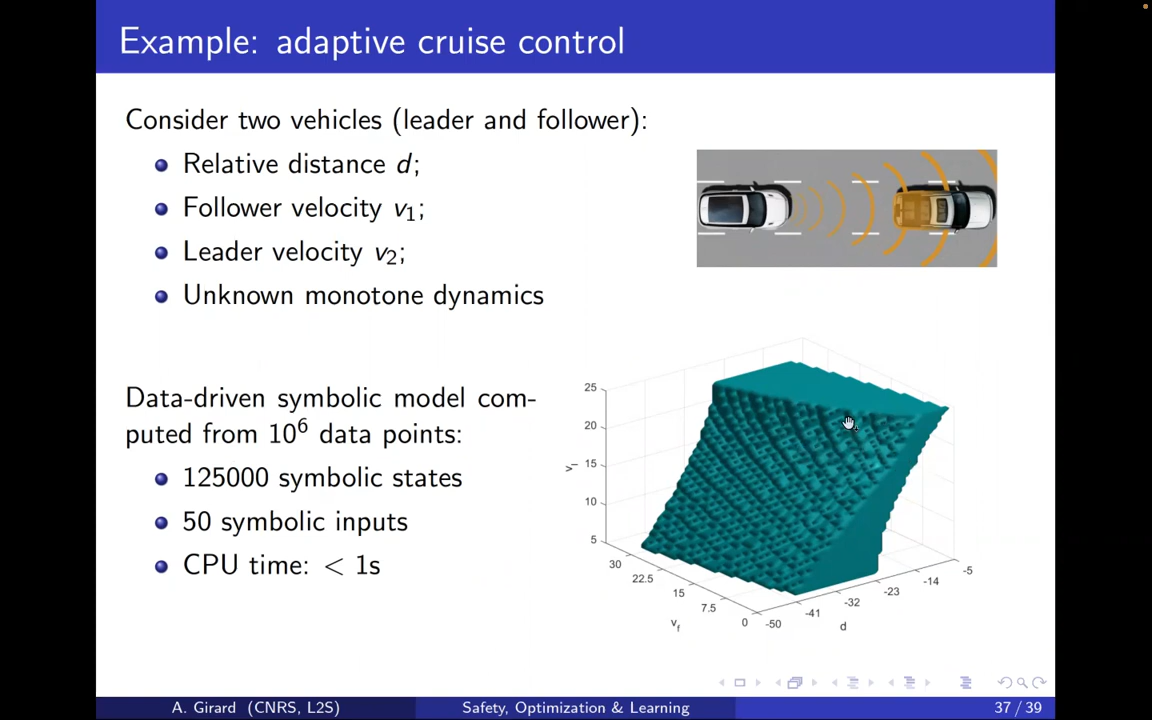 Example: adaptive cruise control
Consider two vehicles (leader and follower):
Relative distance d;
Follower velocity v₁;
Leader velocity v₂;
Unknown monotone dynamics
Data-driven symbolic model com-
puted from 10⁶ data points:
125000 symbolic states
50 symbolic inputs
CPU time: < 1s
25
20
15
10
5
v_l
30
22.5
15
7.5
0
v_f
-50
-41
-32
-23
-14
-5
d
A. Girard (CNRS, L2S)
Safety, Optimization & Learning
37 / 39